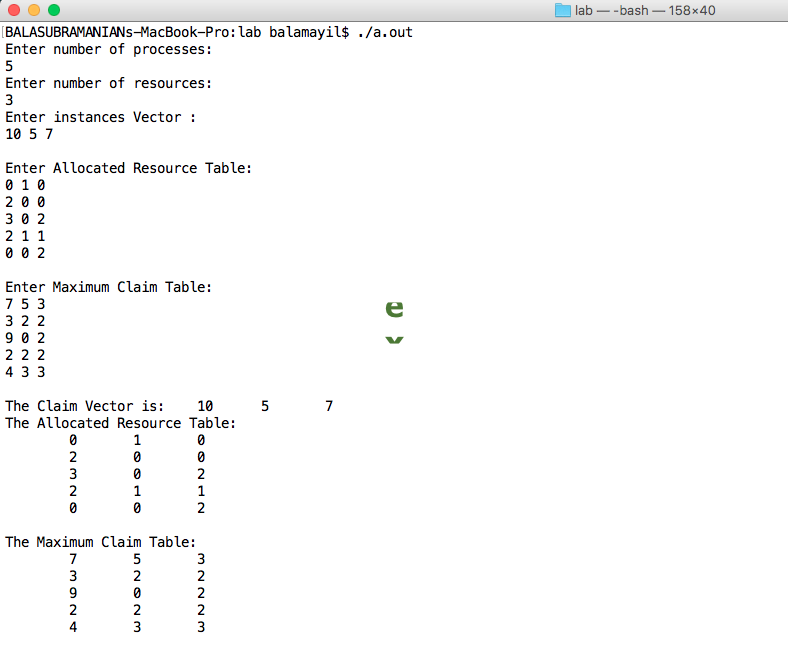 lab — -bash — 158×40
BALASUBRAMANIANs-MacBook-Pro:lab balamayil$ ./a.out
Enter number of processes:
5
Enter number of resources:
3
Enter instances Vector :
10 5 7
Enter Allocated Resource Table:
0 1 0
2 0 0
3 0 2
2 1 1
0 0 2
Enter Maximum Claim Table:
7 5 3
3 2 2
9 0 2
2 2 2
4 3 3
The Claim Vector is: 10 5 7
The Allocated Resource Table:
0 1 0
2 0 0
3 0 2
2 1 1
0 0 2
The Maximum Claim Table:
7 5 3
3 2 2
9 0 2
2 2 2
4 3 3